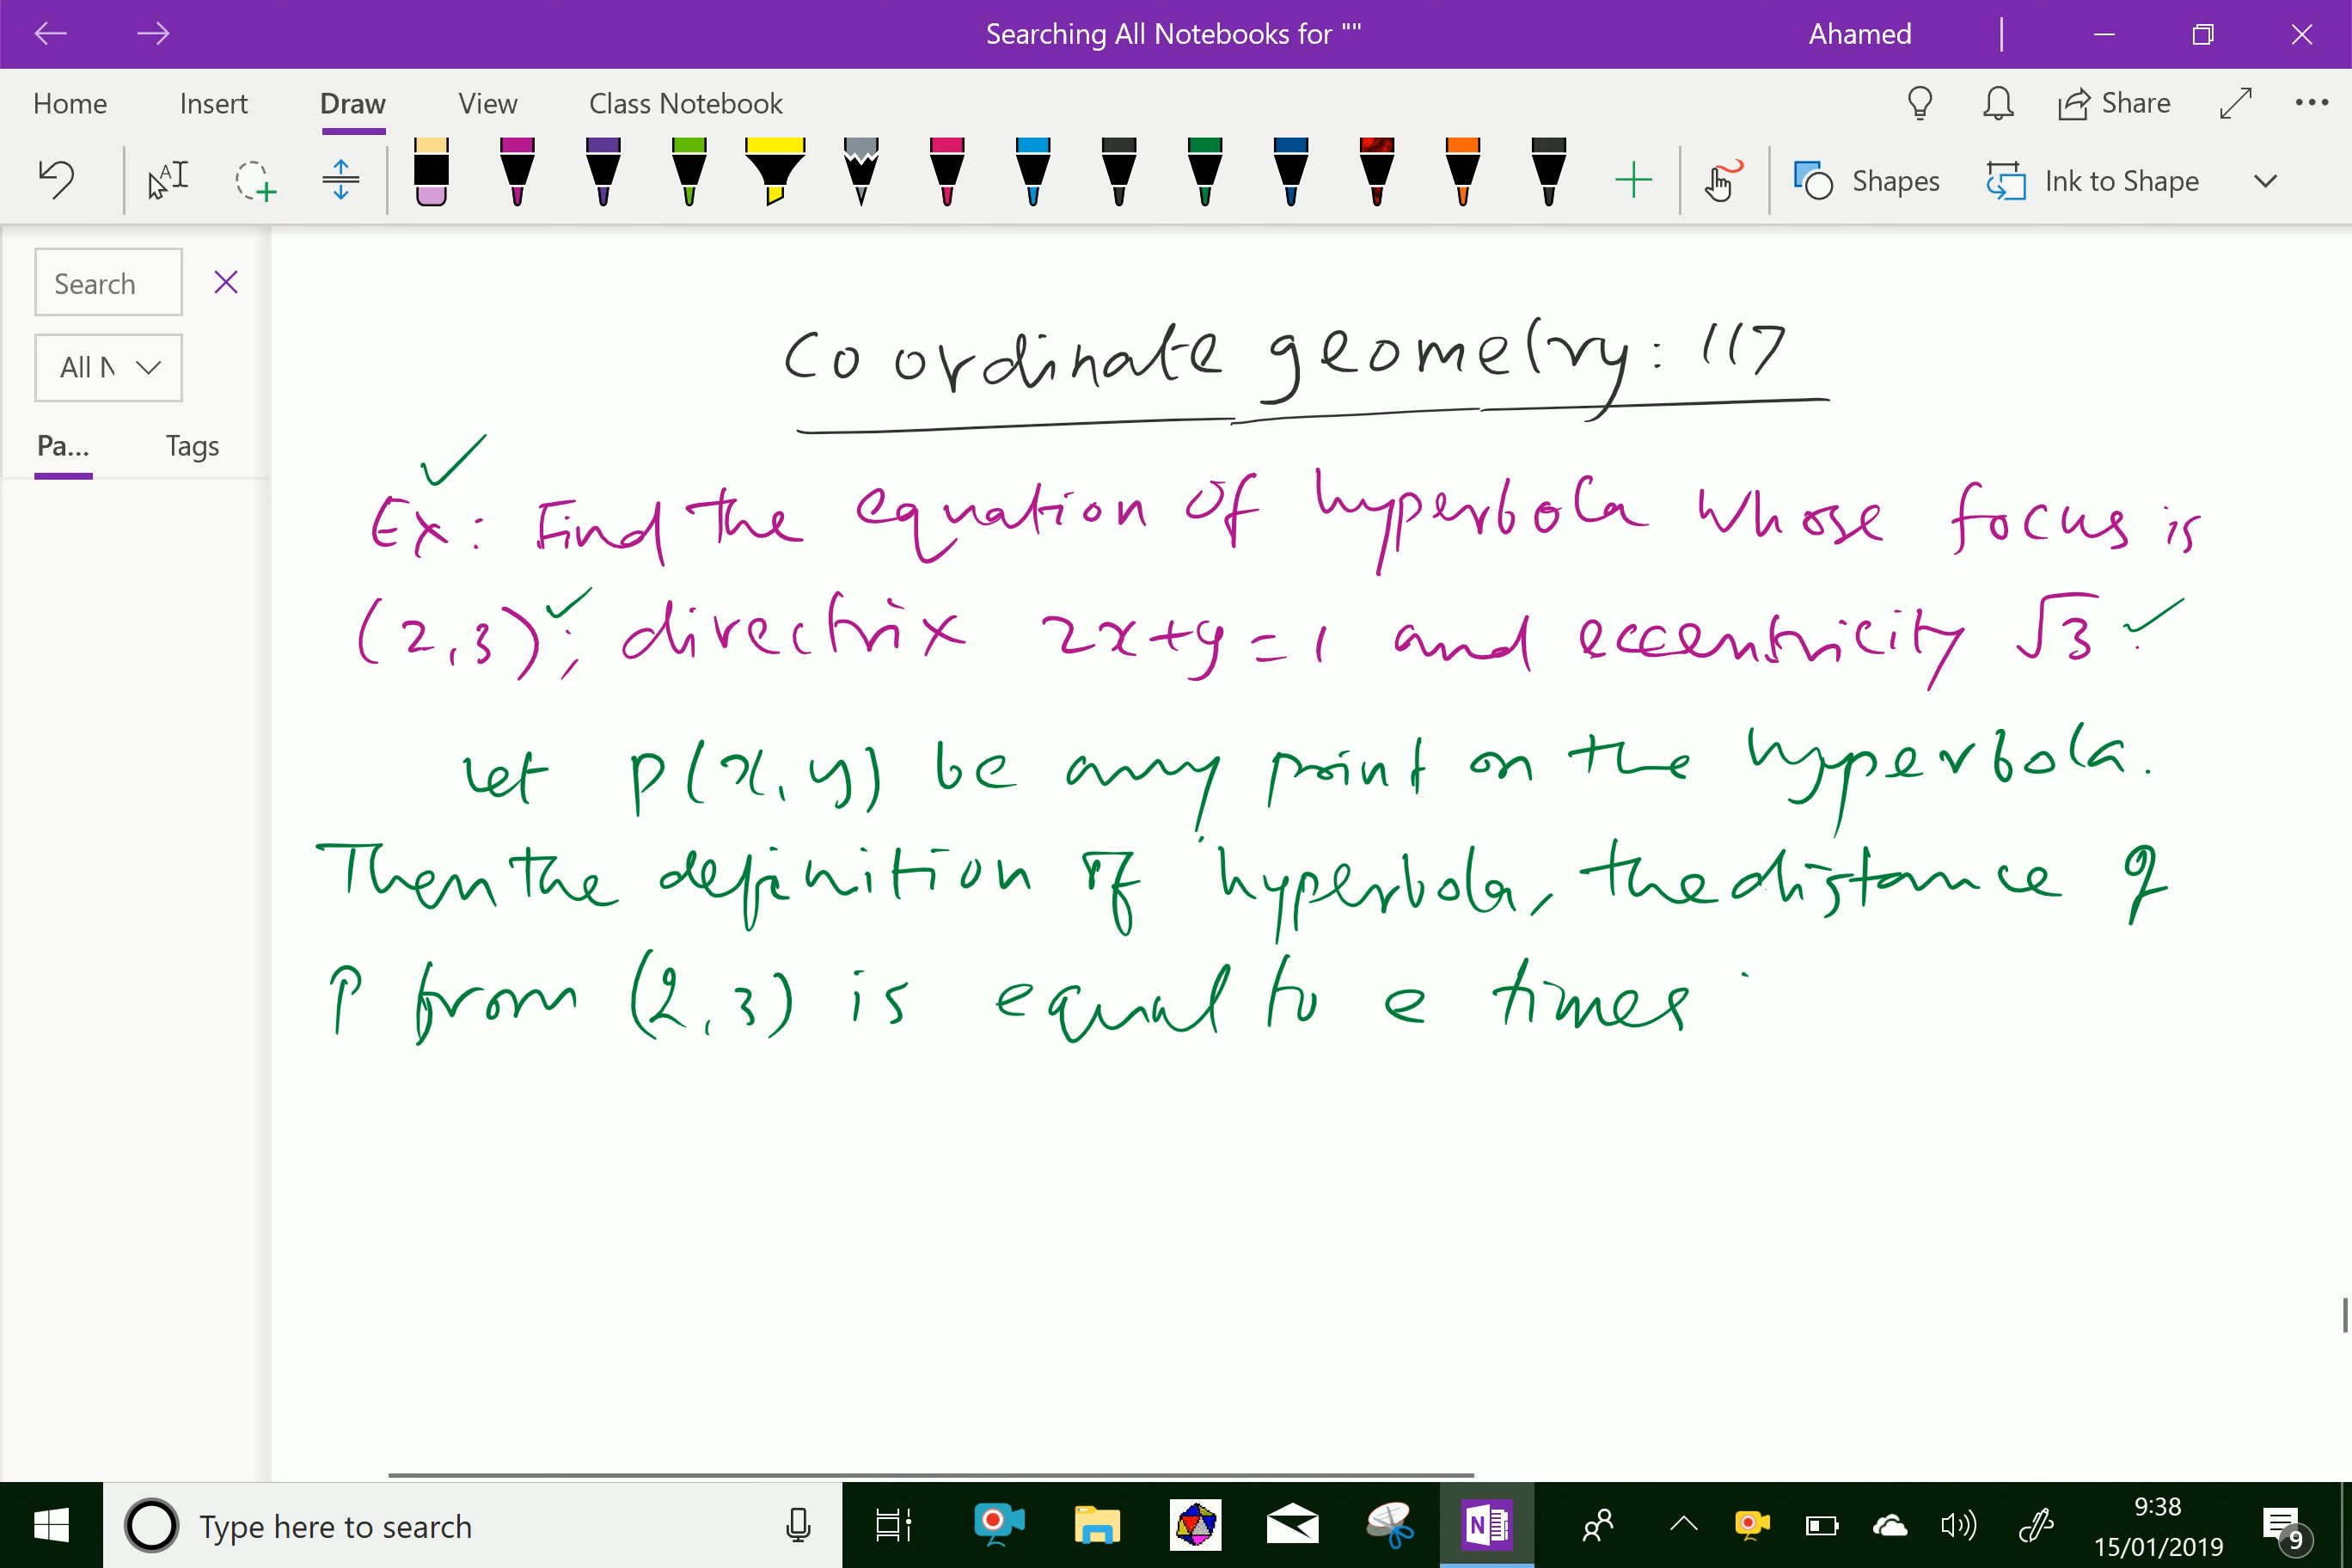 Searching All Notebooks for ""
Ahamed
Home Insert Draw View Class Notebook
Share
Shapes
Ink to Shape
Search
All N
Pa... Tags
Coordinate geometry: 117
Ex: Find the equation of hyperbola whose focus is
(2,3); directrix 2x+y=1 and eccentricity √3
Let P(x,y) be any point on the hyperbola.
Then the definition of hyperbola, the distance of
P from (2,3) is equal to e times
Type here to search
9:38
15/01/2019
9